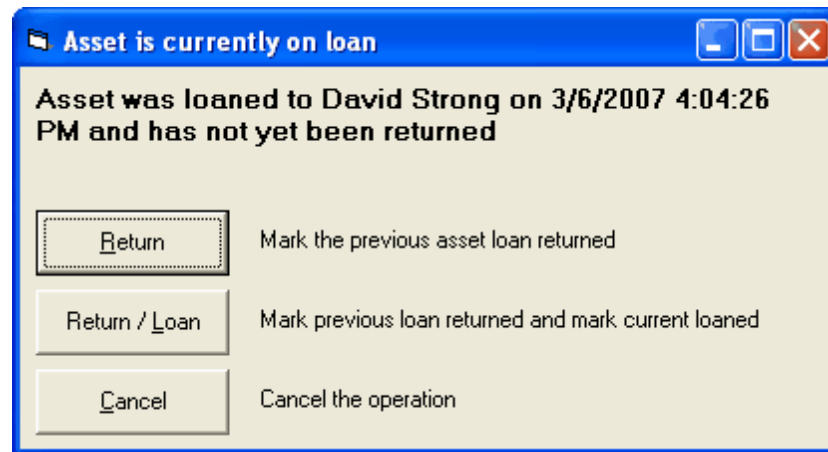 Asset is currently on loan
Asset was loaned to David Strong on 3/6/2007 4:04:26
PM and has not yet been returned
Return Mark the previous asset loan returned
Return / Loan Mark previous loan returned and mark current loaned
Cancel Cancel the operation